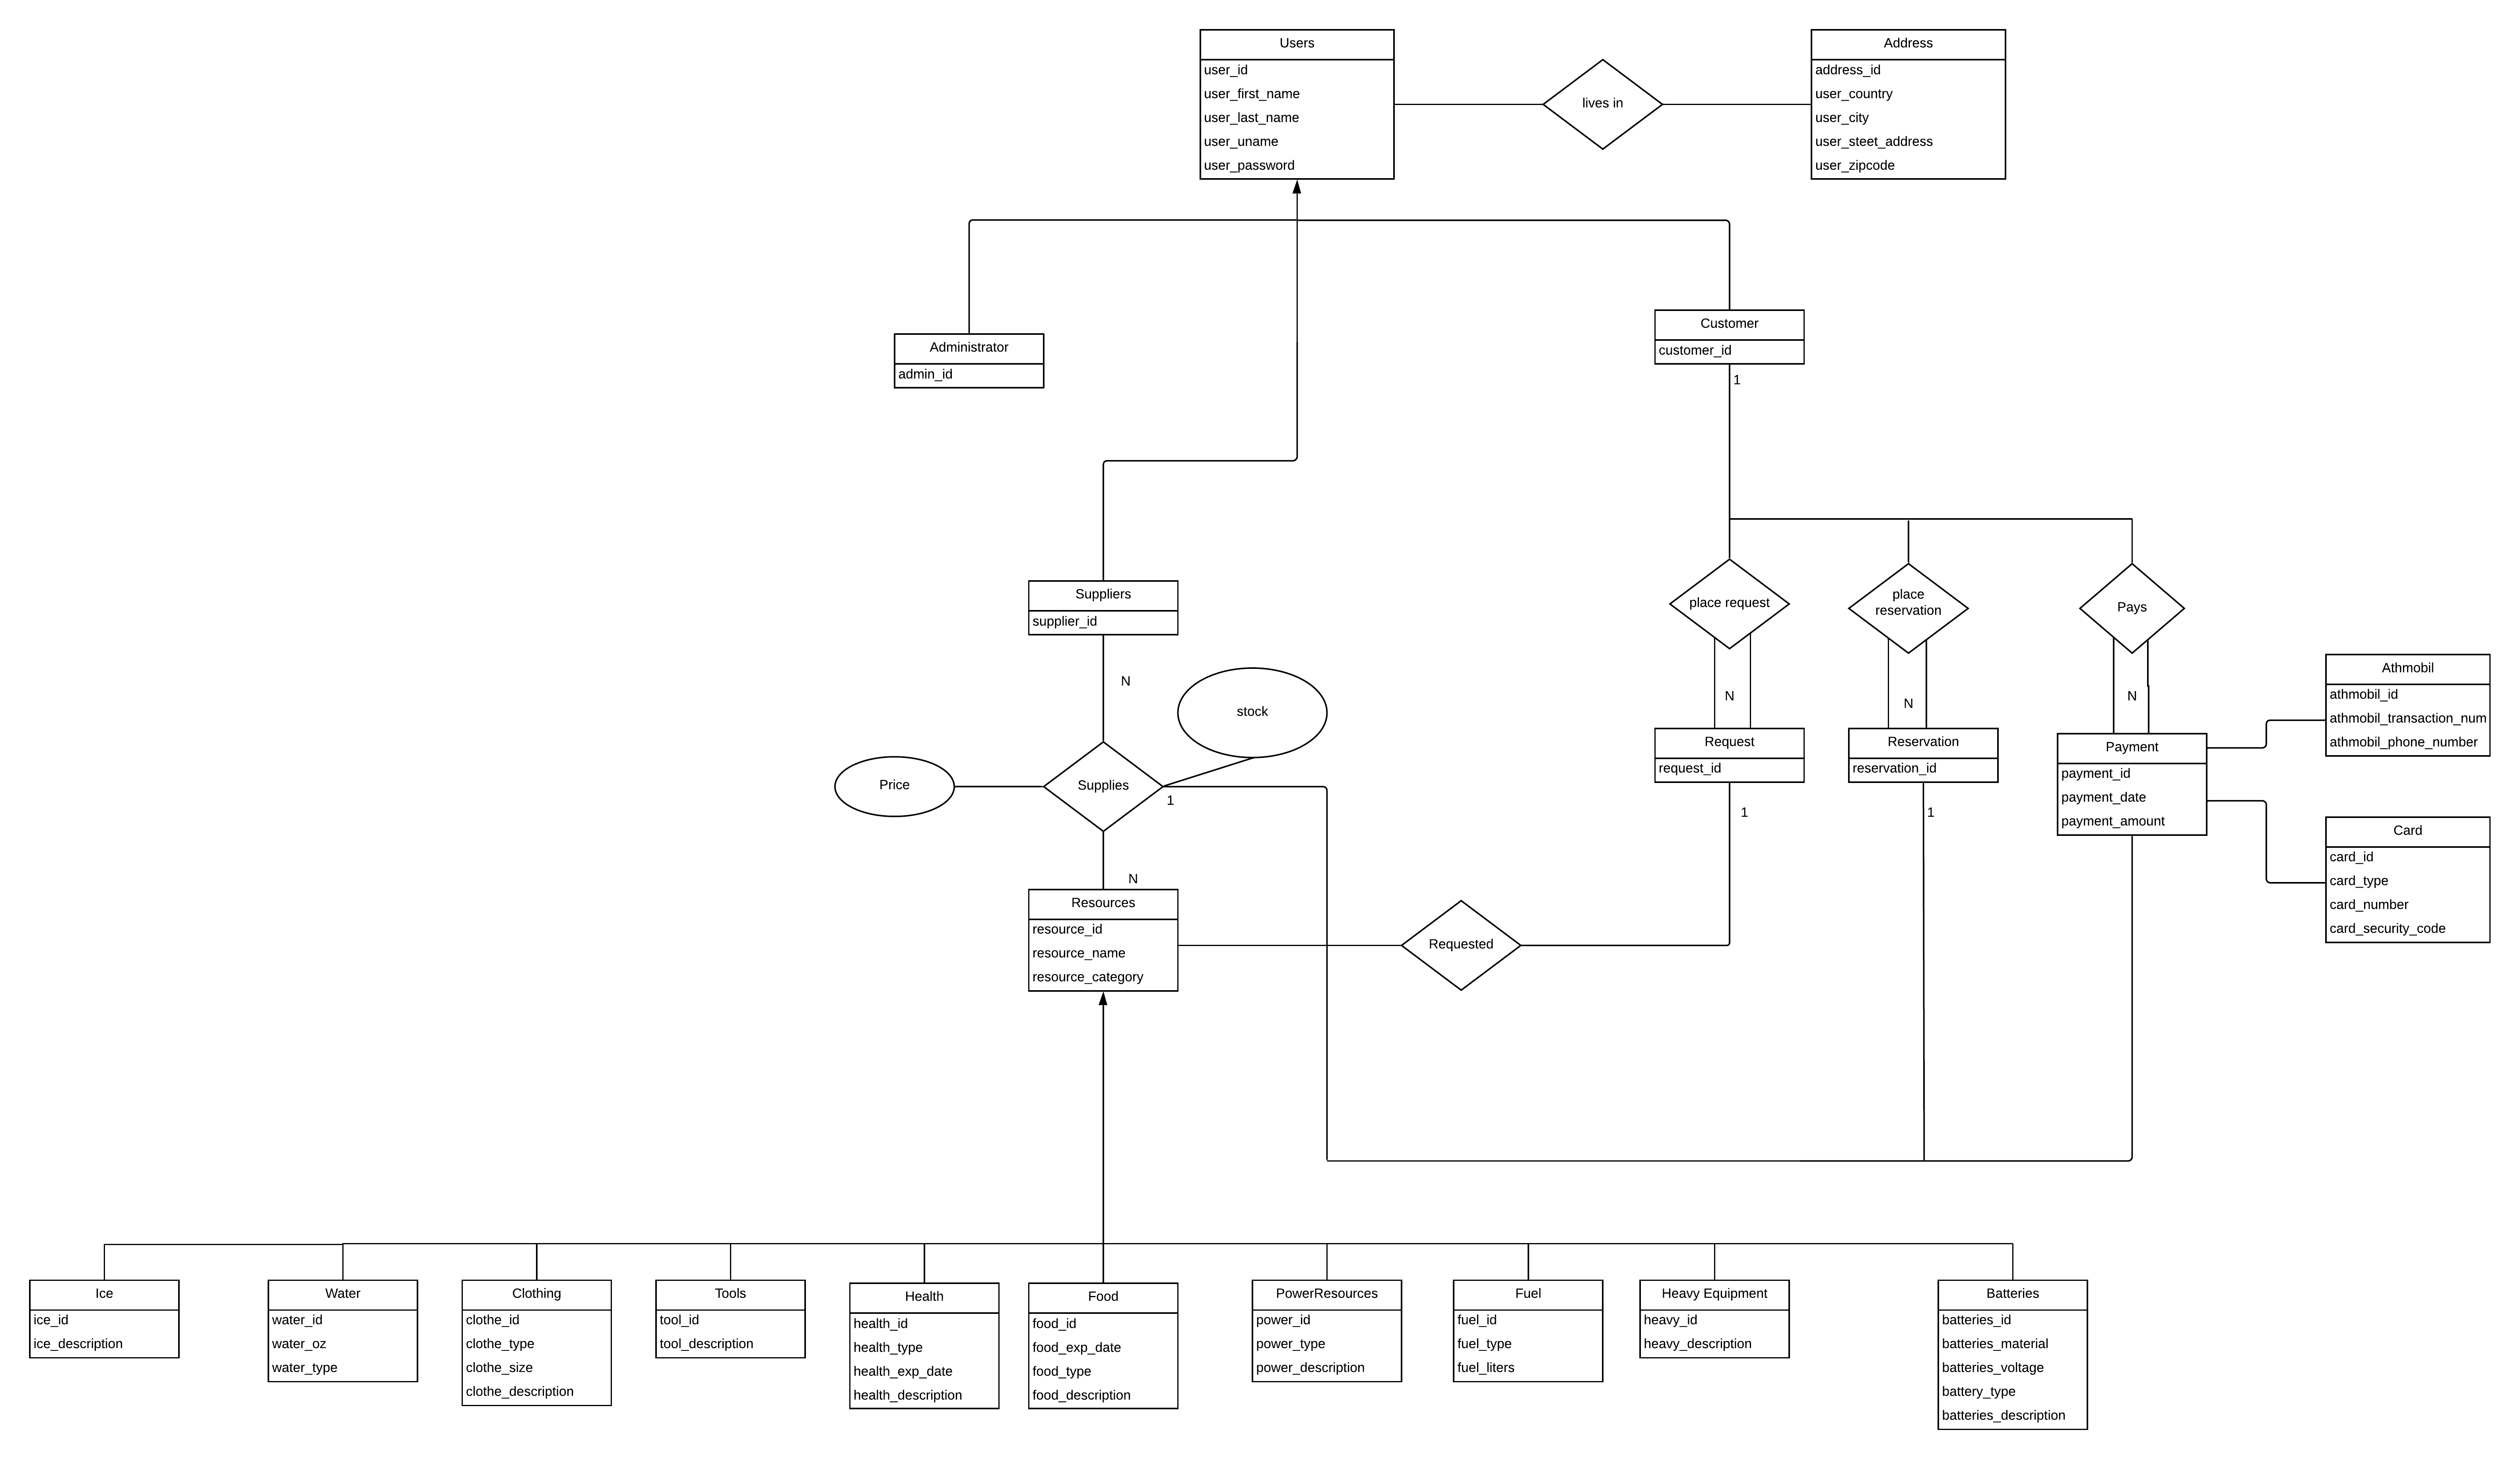 Users
user_id
user_first_name
user_last_name
user_uname
user_password
lives in
Address
address_id
user_country
user_city
user_steet_address
user_zipcode
Administrator
admin_id
Customer
customer_id
1
Suppliers
supplier_id
N
stock
Price
Supplies
1
N
Resources
resource_id
resource_name
resource_category
place request
N
Request
request_id
1
Requested
place
reservation
N
Reservation
reservation_id
1
Pays
N
Payment
payment_id
payment_date
payment_amount
Athmobil
athmobil_id
athmobil_transaction_num
athmobil_phone_number
Card
card_id
card_type
card_number
card_security_code
Ice
ice_id
ice_description
Water
water_id
water_oz
water_type
Clothing
clothe_id
clothe_type
clothe_size
clothe_description
Tools
tool_id
tool_description
Health
health_id
health_type
health_exp_date
health_description
Food
food_id
food_exp_date
food_type
food_description
PowerResources
power_id
power_type
power_description
Fuel
fuel_id
fuel_type
fuel_liters
Heavy Equipment
heavy_id
heavy_description
Batteries
batteries_id
batteries_material
batteries_voltage
battery_type
batteries_description